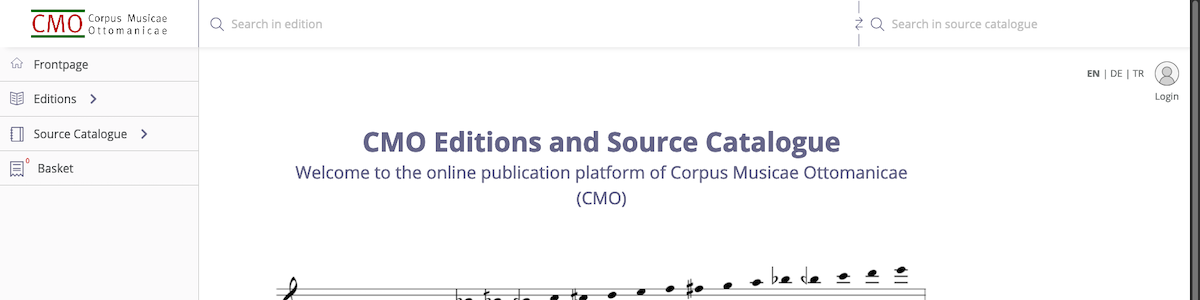 CMO Corpus Musicae
Ottomanicae
Search in edition
Search in source catalogue
Frontpage
Editions
Source Catalogue
Basket
0
EN | DE | TR
Login
CMO Editions and Source Catalogue
Welcome to the online publication platform of Corpus Musicae Ottomanicae
(CMO)